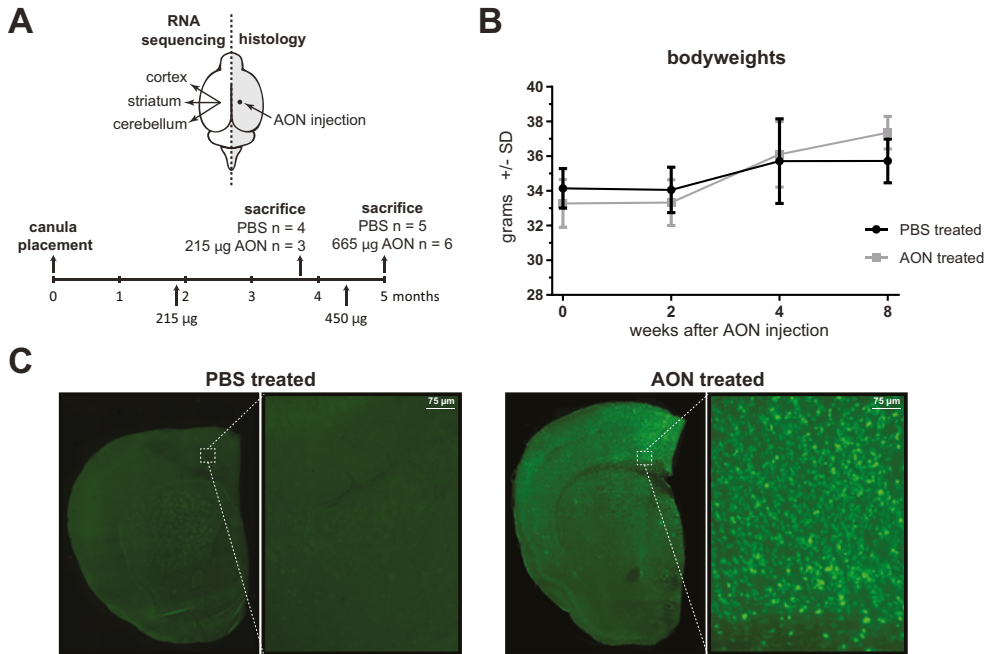 A
RNA
sequencing
histology
cortex
striatum
cerebellum
AON injection
canula
placement
sacrifice
PBS n = 4
215 µg AON n = 3
sacrifice
PBS n = 5
665 µg AON n = 6
0 1 2 3 4 5 months
215 µg
450 µg
B
bodyweights
grams +/- SD
40
38
36
34
32
30
28
0 2 4 8
weeks after AON injection
PBS treated
AON treated
C
PBS treated
75 µm
AON treated
75 µm